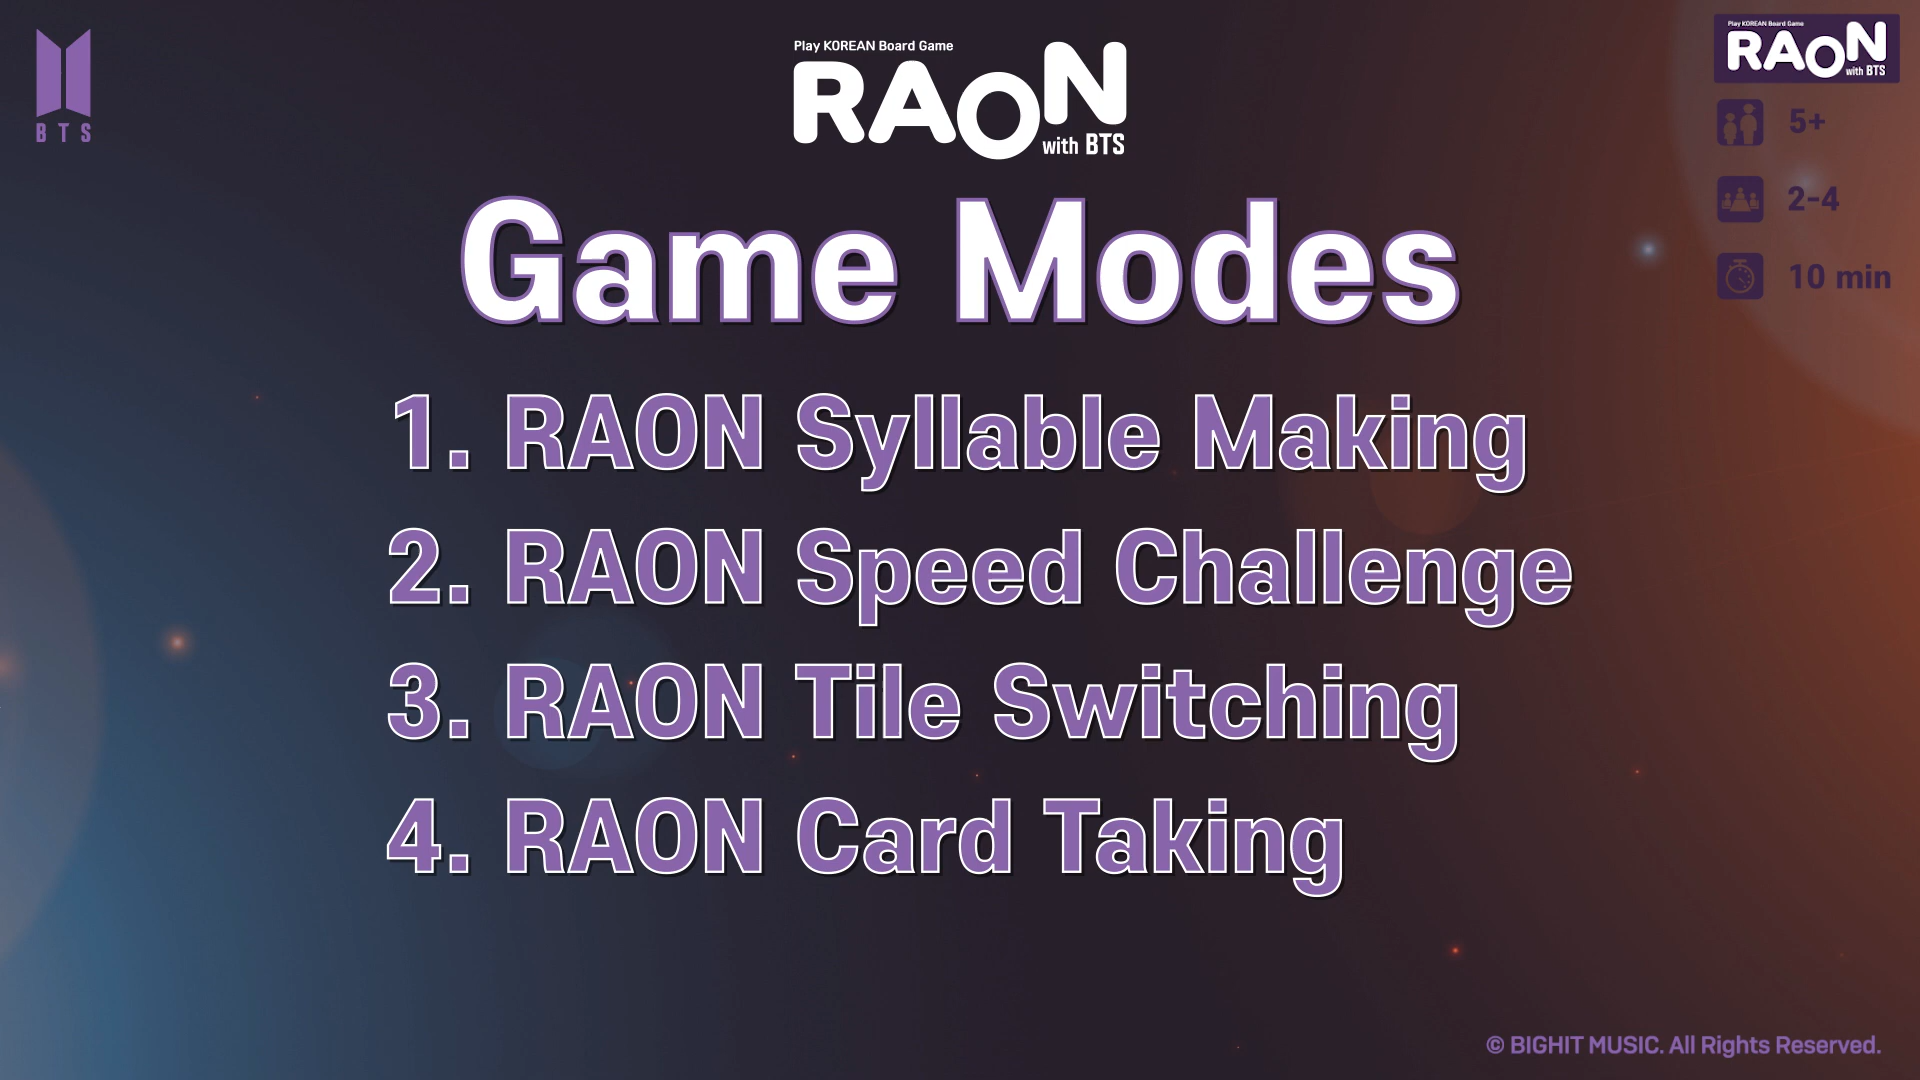 BTS
Play KOREAN Board Game
RAON
with BTS
Play KOREAN Board Game
RAON
with BTS
5+
2-4
10 min
Game Modes
1. RAON Syllable Making
2. RAON Speed Challenge
3. RAON Tile Switching
4. RAON Card Taking
© BIGHIT MUSIC. All Rights Reserved.